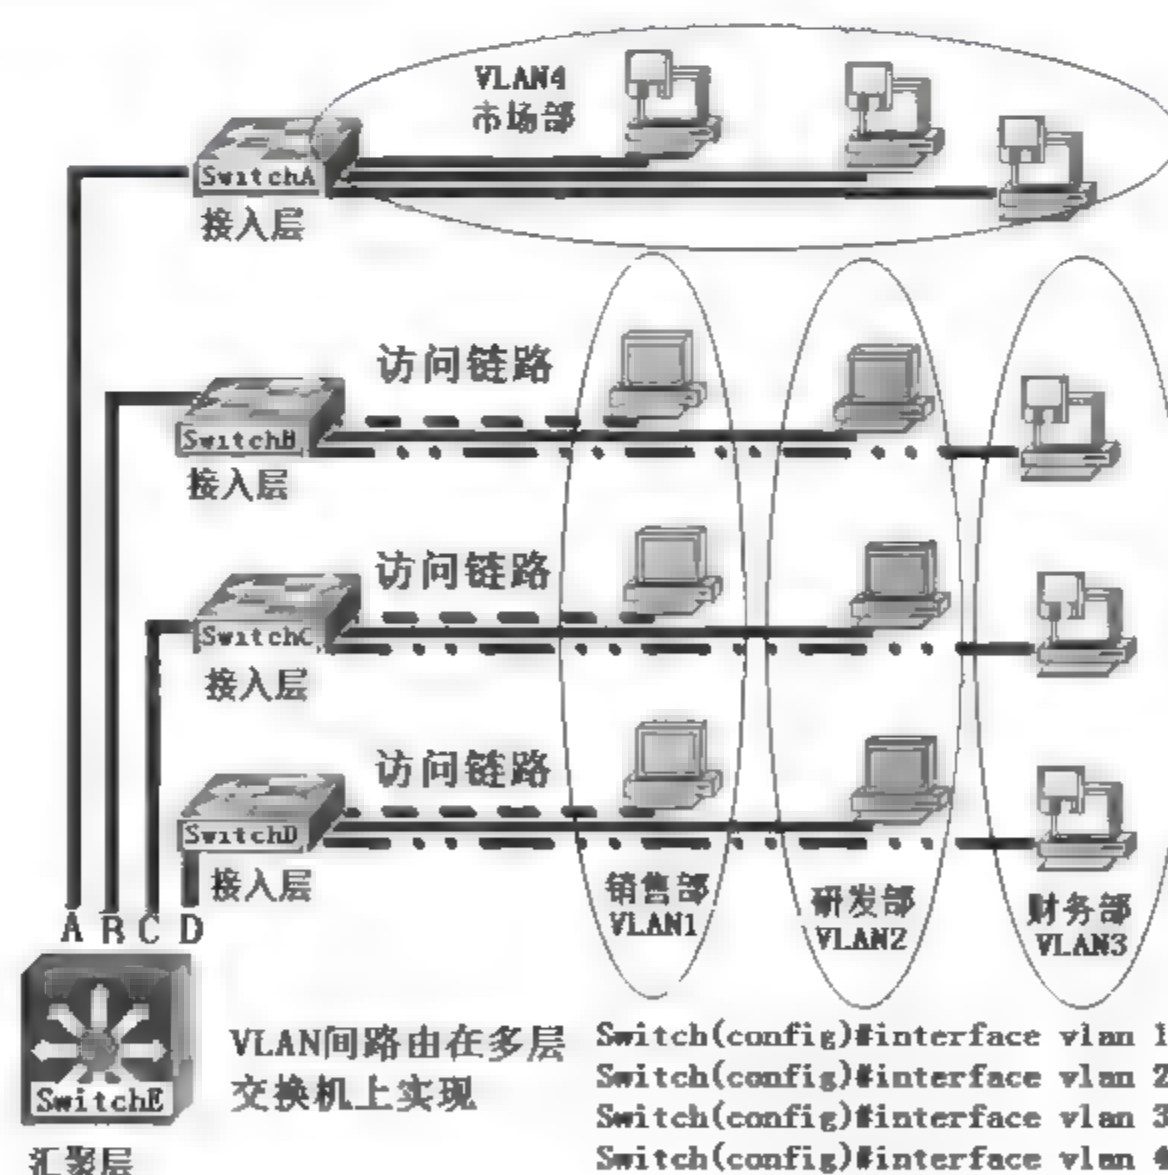 VLAN4
市场部
SwitchA
接入层
访问链路
SwitchB
接入层
访问链路
SwitchC
接入层
访问链路
SwitchD
接入层
销售部
VLAN1
研发部
VLAN2
财务部
VLAN3
A B C D
SwitchE
汇聚层
VLAN间路由在多层
交换机上实现
Switch(config)#interface vlan 1
Switch(config)#interface vlan 2
Switch(config)#interface vlan 3
Switch(config)#interface vlan 4